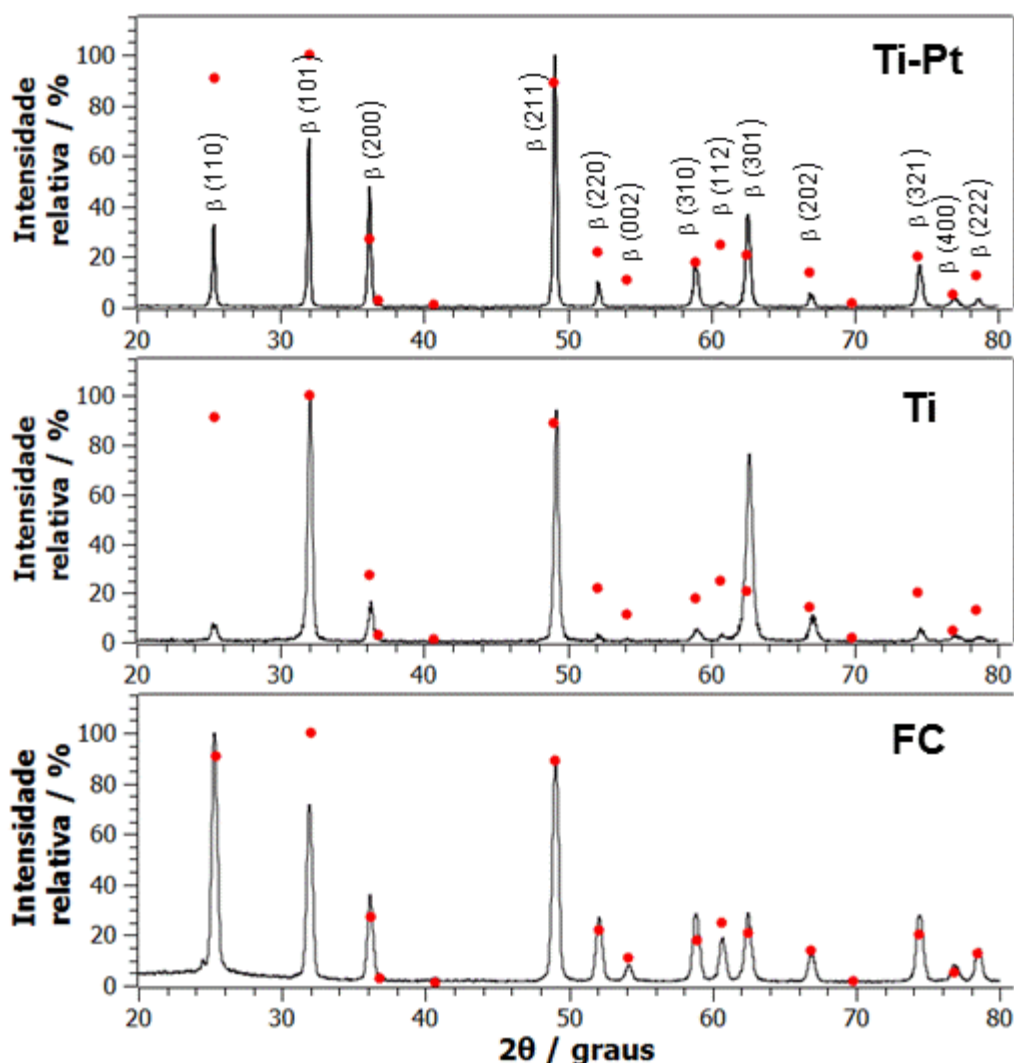 Ti-Pt
Intensidade
relativa / %
100
80
60
40
20
0
β (110)
β (101)
β (200)
β (211)
β (220)
β (002)
β (310)
β (112)
β (301)
β (202)
β (321)
β (400)
β (222)
20 30 40 50 60 70 80
Ti
Intensidade
relativa / %
100
80
60
40
20
0
20 30 40 50 60 70 80
FC
Intensidade
relativa / %
100
80
60
40
20
0
20 30 40 50 60 70 80
2θ / graus